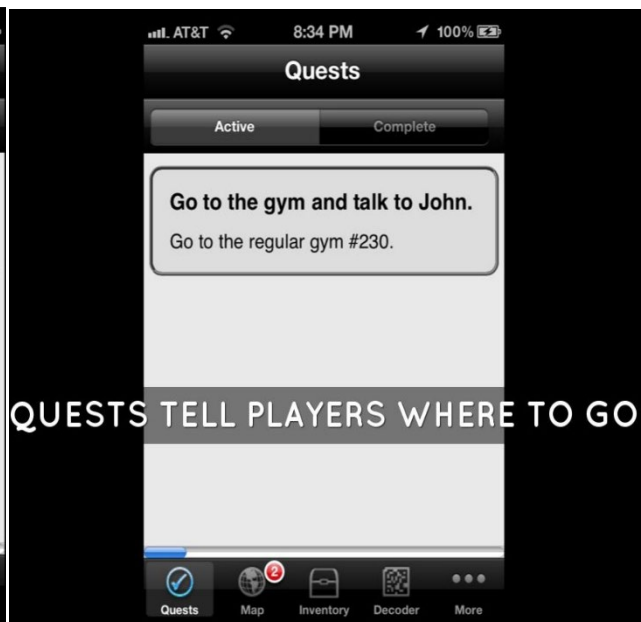 AT&T 8:34 PM 100%
Quests
Active Complete
Go to the gym and talk to John.
Go to the regular gym #230.
QUESTS TELL PLAYERS WHERE TO GO
2
Quests Map Inventory Decoder More